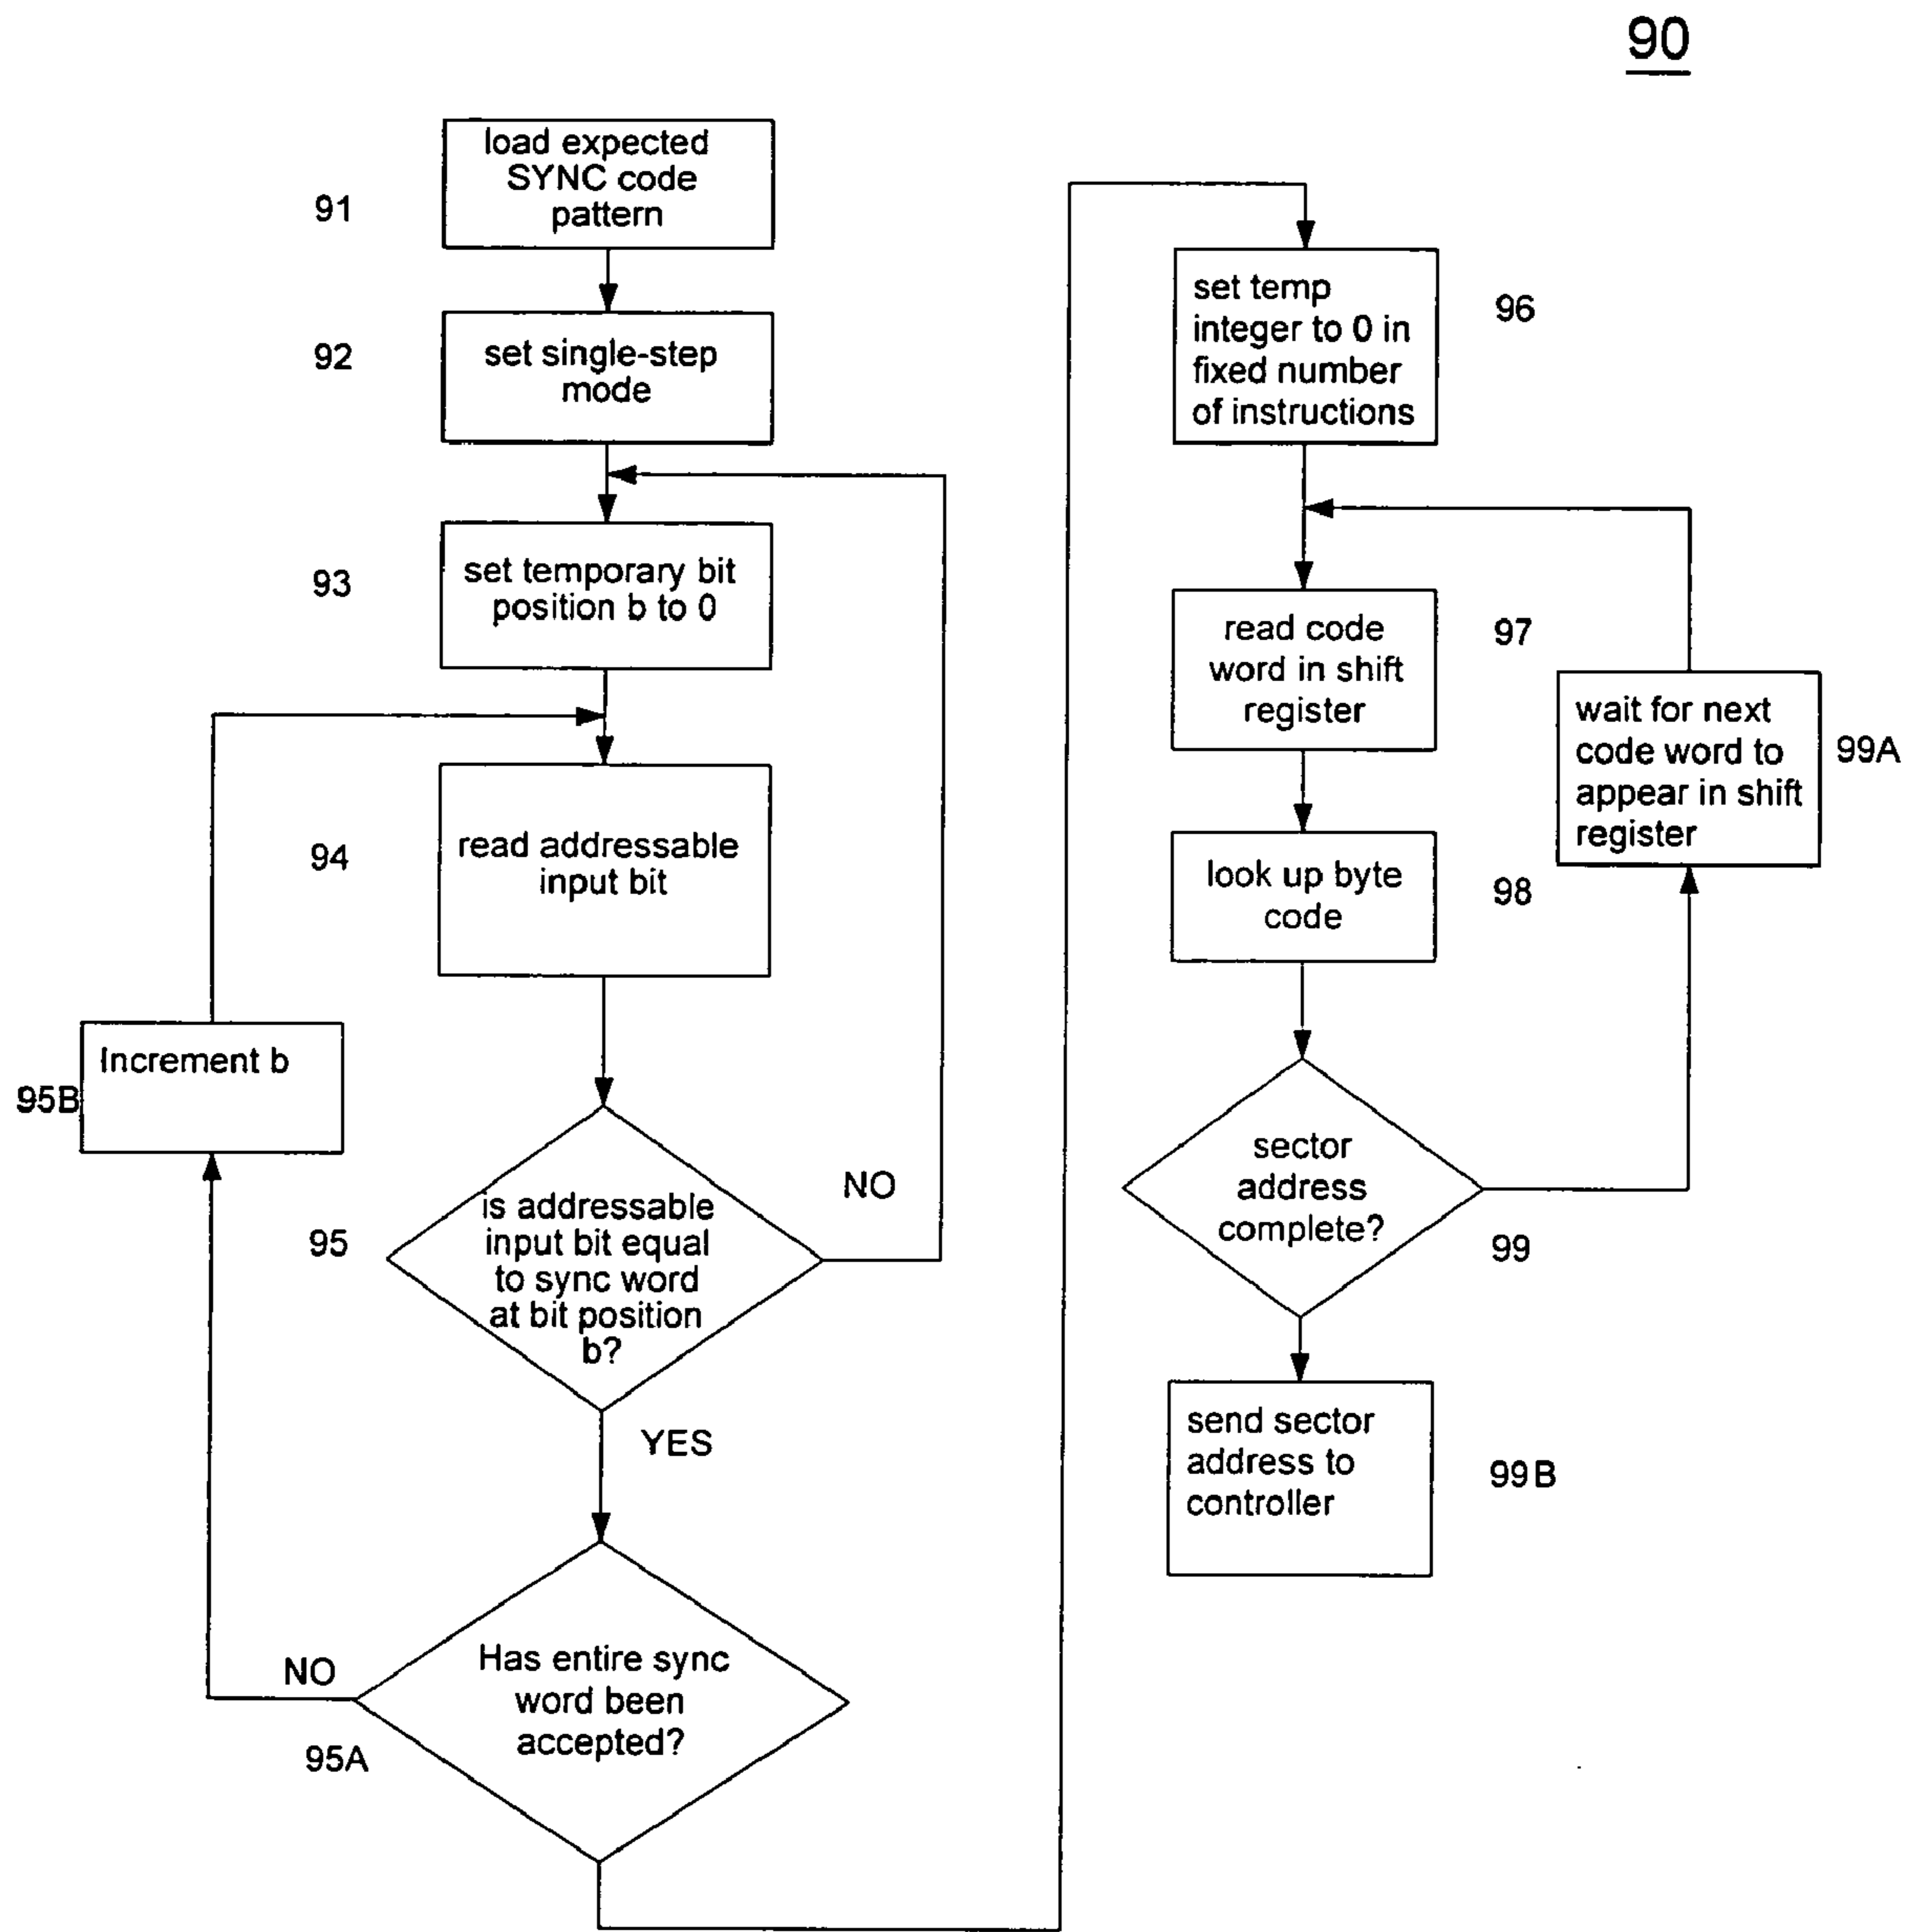 90
load expected
SYNC code
pattern
91
set single-step
mode
92
set temporary bit
position b to 0
93
read addressable
input bit
94
Increment b
95B
is addressable
input bit equal
to sync word
at bit position
b?
95
NO
YES
Has entire sync
word been
accepted?
NO
95A
set temp
integer to 0 in
fixed number
of instructions
96
read code
word in shift
register
97
wait for next
code word to
appear in shift
register
99A
look up byte
code
98
sector
address
complete?
99
send sector
address to
controller
99B